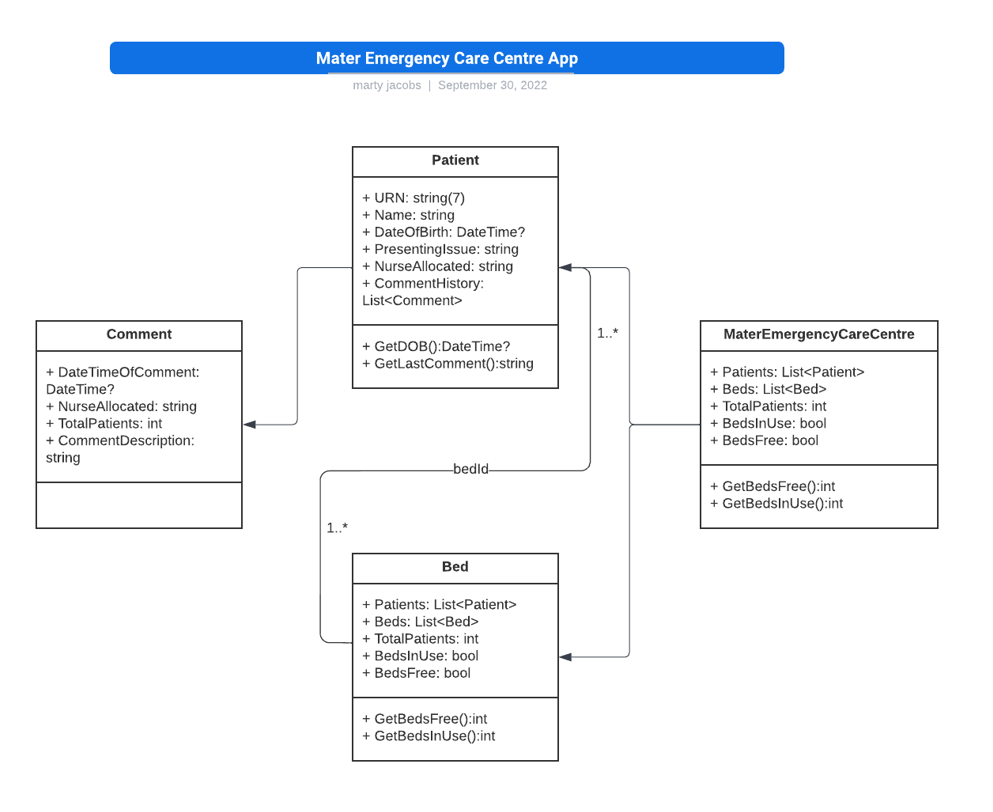 Mater Emergency Care Centre App
marty jacobs | September 30, 2022
Patient
+ URN: string(7)
+ Name: string
+ DateOfBirth: DateTime?
+ PresentingIssue: string
+ NurseAllocated: string
+ CommentHistory:
List<Comment>
+ GetDOB():DateTime?
+ GetLastComment():string
Comment
+ DateTimeOfComment:
DateTime?
+ NurseAllocated: string
+ TotalPatients: int
+ CommentDescription:
string
1..*
MaterEmergencyCareCentre
+ Patients: List<Patient>
+ Beds: List<Bed>
+ TotalPatients: int
+ BedsInUse: bool
+ BedsFree: bool
+ GetBedsFree():int
+ GetBedsInUse():int
bedId
1..*
Bed
+ Patients: List<Patient>
+ Beds: List<Bed>
+ TotalPatients: int
+ BedsInUse: bool
+ BedsFree: bool
+ GetBedsFree():int
+ GetBedsInUse():int